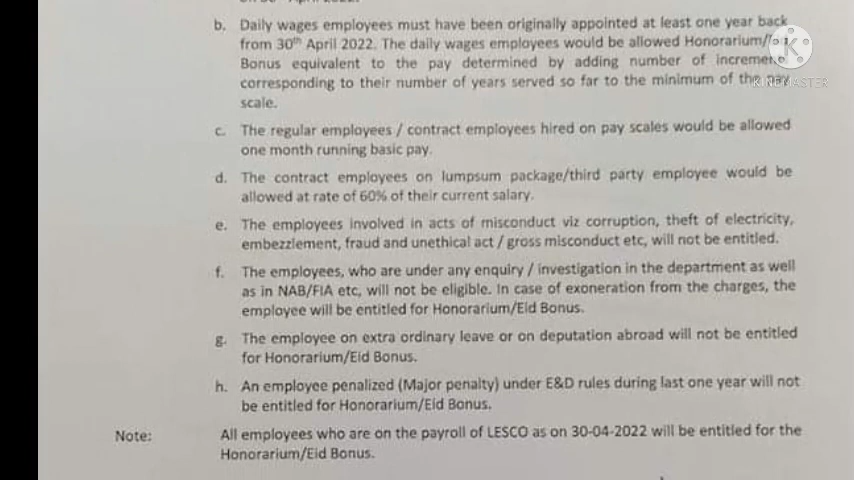 b. Daily wages employees must have been originally appointed at least one year back
from 30th April 2022. The daily wages employees would be allowed Honorarium/
Bonus equivalent to the pay determined by adding number of increment
corresponding to their number of years served so far to the minimum of the pay
scale.
c. The regular employees / contract employees hired on pay scales would be allowed
one month running basic pay.
d. The contract employees on lumpsum package/third party employee would be
allowed at rate of 60% of their current salary.
e. The employees involved in acts of misconduct viz corruption, theft of electricity,
embezzlement, fraud and unethical act / gross misconduct etc, will not be entitled.
f. The employees, who are under any enquiry / investigation in the department as well
as in NAB/FIA etc, will not be eligible. In case of exoneration from the charges, the
employee will be entitled for Honorarium/Eid Bonus.
g. The employee on extra ordinary leave or on deputation abroad will not be entitled
for Honorarium/Eid Bonus.
h. An employee penalized (Major penalty) under E&D rules during last one year will not
be entitled for Honorarium/Eid Bonus.
Note: All employees who are on the payroll of LESCO as on 30-04-2022 will be entitled for the
Honorarium/Eid Bonus.
KINEMASTER